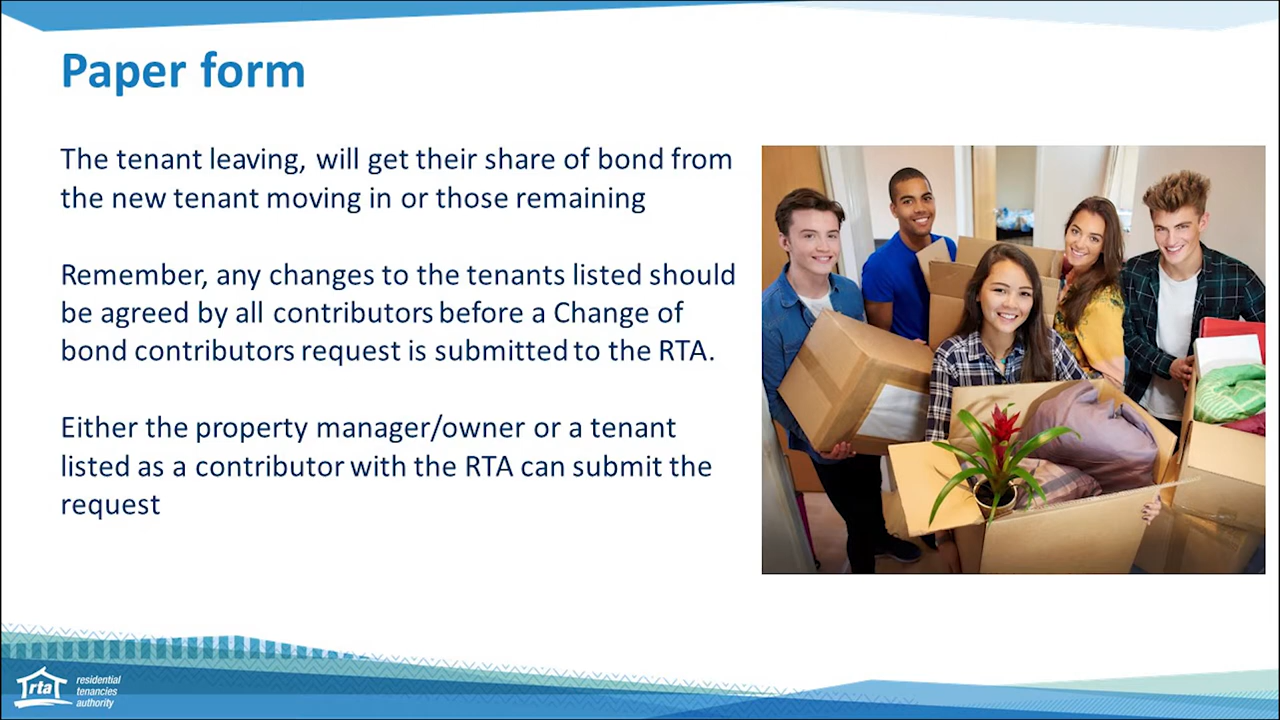 Paper form
The tenant leaving, will get their share of bond from
the new tenant moving in or those remaining
Remember, any changes to the tenants listed should
be agreed by all contributors before a Change of
bond contributors request is submitted to the RTA.
Either the property manager/owner or a tenant
listed as a contributor with the RTA can submit the
request
rta
residential
tenancies
authority